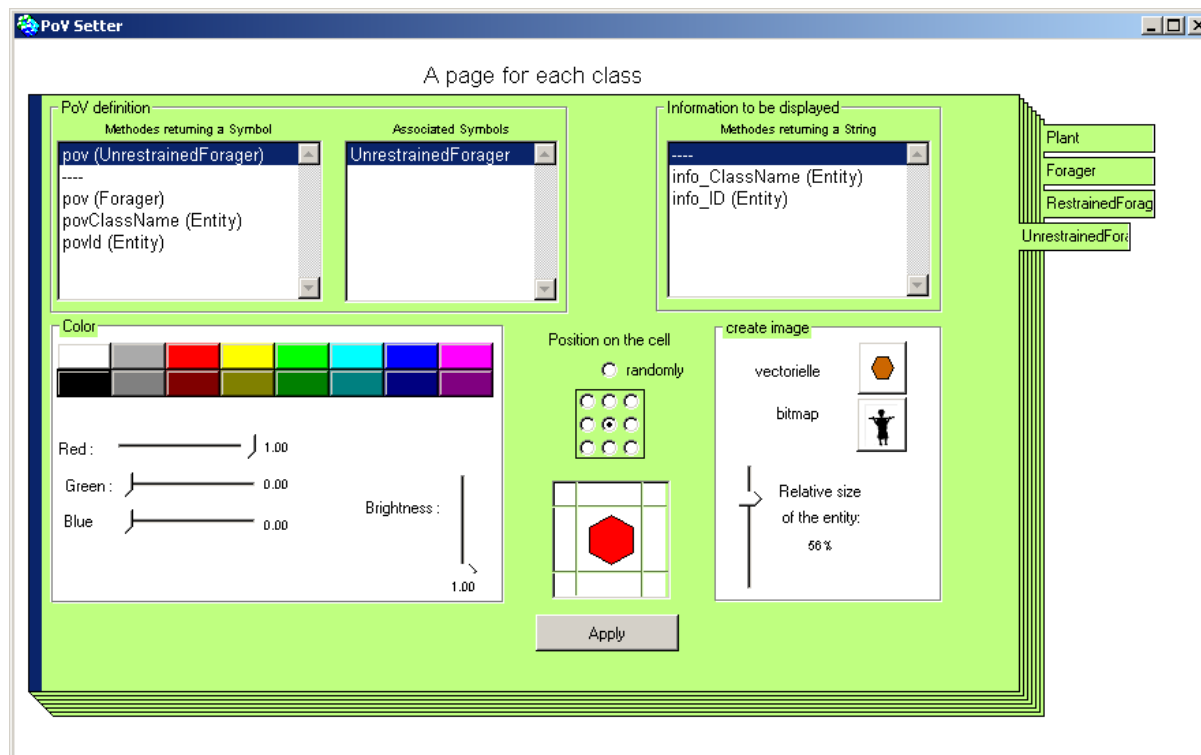 PoV Setter
A page for each class
PoV definition
Methodes returning a Symbol
pov (UnrestrainedForager)
----
pov (Forager)
povClassName (Entity)
povId (Entity)
Associated Symbols
UnrestrainedForager
Information to be displayed
Methodes returning a String
----
info_ClassName (Entity)
info_ID (Entity)
Plant
Forager
RestrainedForag
UnrestrainedFora
Color
Red :
1.00
Green :
0.00
Blue
0.00
Brightness :
1.00
Position on the cell
randomly
Apply
create image
vectorielle
bitmap
Relative size
of the entity:
56%